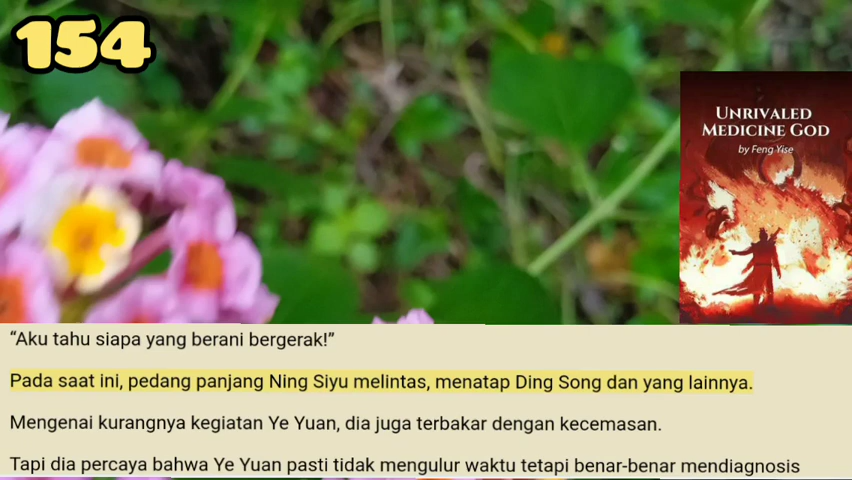 154
UNRIVALED
MEDICINE GOD
by Feng Yise
“Aku tahu siapa yang berani bergerak!”
Pada saat ini, pedang panjang Ning Siyu melintas, menatap Ding Song dan yang lainnya.
Mengenai kurangnya kegiatan Ye Yuan, dia juga terbakar dengan kecemasan.
Tapi dia percaya bahwa Ye Yuan pasti tidak mengulur waktu tetapi benar-benar mendiagnosis